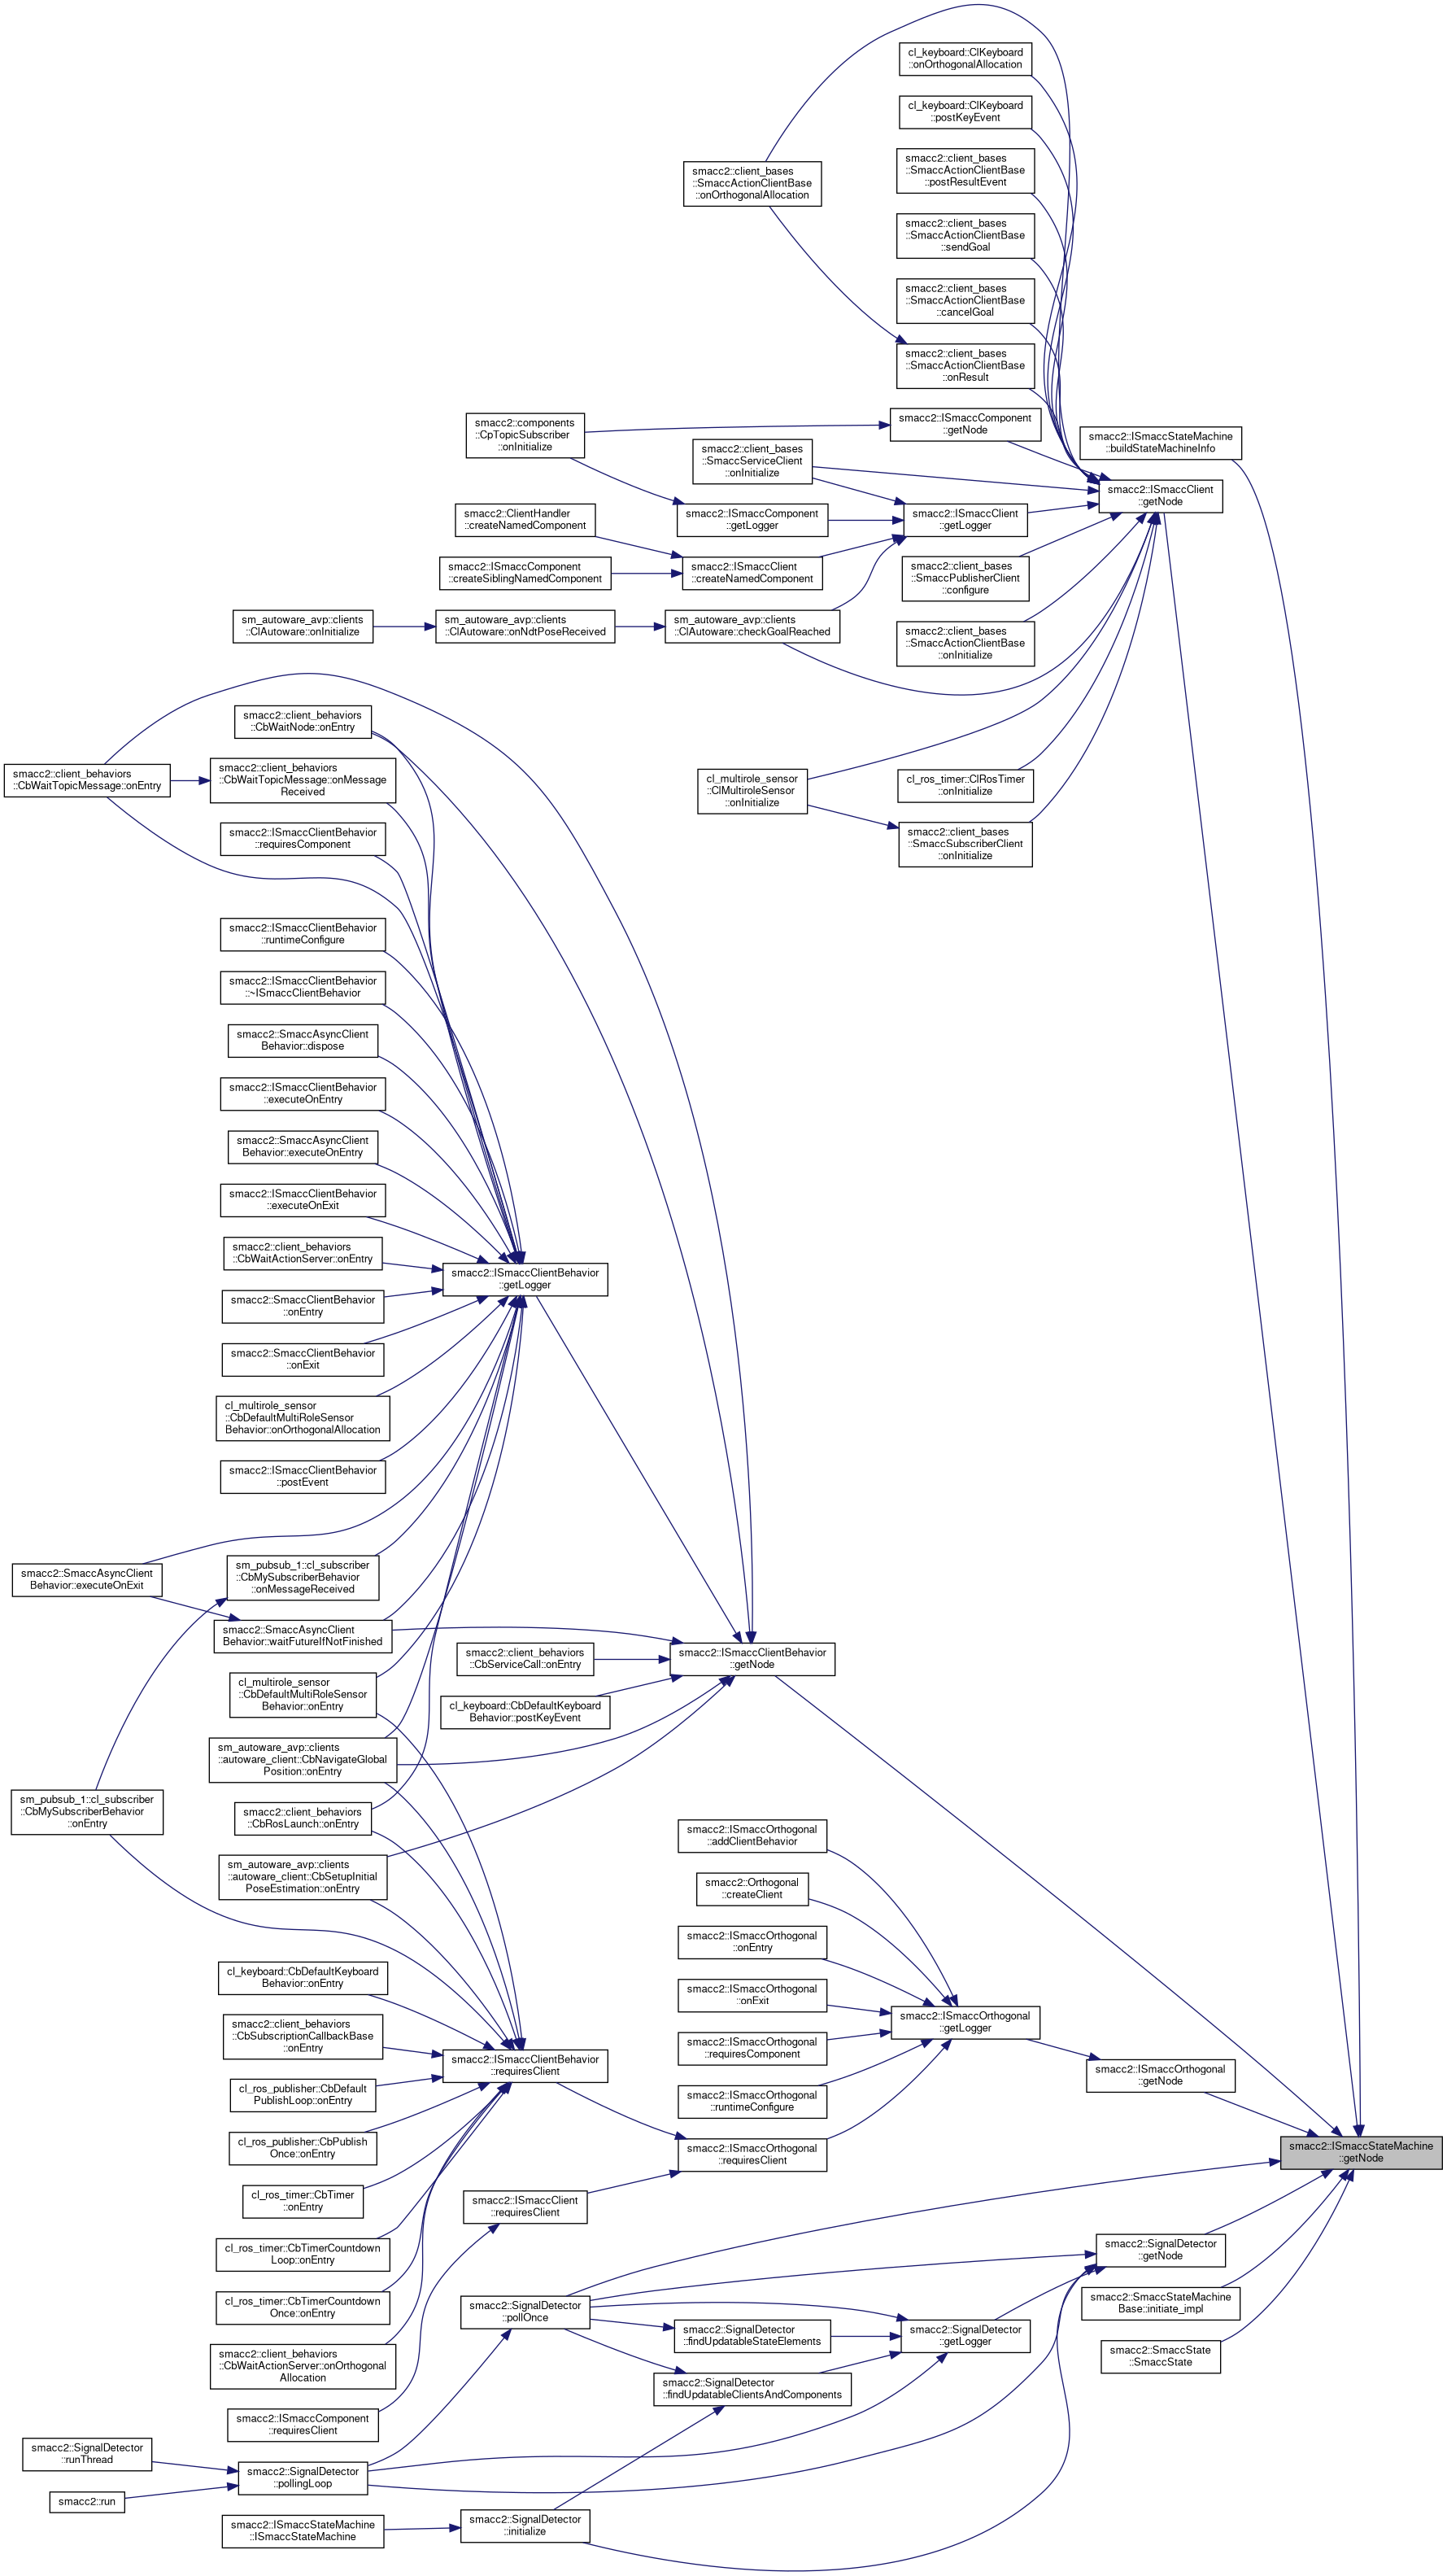 cl_keyboard::ClKeyboard
::onOrthogonalAllocation
cl_keyboard::ClKeyboard
::postKeyEvent
smacc2::client_bases
::SmaccActionClientBase
::postResultEvent
smacc2::client_bases
::SmaccActionClientBase
::onOrthogonalAllocation
smacc2::client_bases
::SmaccActionClientBase
::sendGoal
smacc2::client_bases
::SmaccActionClientBase
::cancelGoal
smacc2::client_bases
::SmaccActionClientBase
::onResult
smacc2::components
::CpTopicSubscriber
::onInitialize
smacc2::ISmaccComponent
::getNode
smacc2::ISmaccStateMachine
::buildStateMachineInfo
smacc2::client_bases
::SmaccServiceClient
::onInitialize
smacc2::ISmaccClient
::getNode
smacc2::ClientHandler
::createNamedComponent
smacc2::ISmaccComponent
::getLogger
smacc2::ISmaccClient
::getLogger
smacc2::ISmaccComponent
::createSiblingNamedComponent
smacc2::ISmaccClient
::createNamedComponent
smacc2::client_bases
::SmaccPublisherClient
::configure
sm_autoware_avp::clients
::ClAutoware::onInitialize
sm_autoware_avp::clients
::ClAutoware::onNdtPoseReceived
sm_autoware_avp::clients
::ClAutoware::checkGoalReached
smacc2::client_bases
::SmaccActionClientBase
::onInitialize
smacc2::client_behaviors
::CbWaitNode::onEntry
smacc2::client_behaviors
::CbWaitTopicMessage::onEntry
smacc2::client_behaviors
::CbWaitTopicMessage::onMessage
Received
cl_multirole_sensor
::ClMultiroleSensor
::onInitialize
cl_ros_timer::ClRosTimer
::onInitialize
smacc2::ISmaccClientBehavior
::requiresComponent
smacc2::client_bases
::SmaccSubscriberClient
::onInitialize
smacc2::ISmaccClientBehavior
::runtimeConfigure
smacc2::ISmaccClientBehavior
::~ISmaccClientBehavior
smacc2::SmaccAsyncClient
Behavior::dispose
smacc2::ISmaccClientBehavior
::executeOnEntry
smacc2::SmaccAsyncClient
Behavior::executeOnEntry
smacc2::ISmaccClientBehavior
::executeOnExit
smacc2::client_behaviors
::CbWaitActionServer::onEntry
smacc2::ISmaccClientBehavior
::getLogger
smacc2::SmaccClientBehavior
::onEntry
smacc2::SmaccClientBehavior
::onExit
cl_multirole_sensor
::CbDefaultMultiRoleSensor
Behavior::onOrthogonalAllocation
smacc2::ISmaccClientBehavior
::postEvent
smacc2::SmaccAsyncClient
Behavior::executeOnExit
sm_pubsub_1::cl_subscriber
::CbMySubscriberBehavior
::onMessageReceived
smacc2::SmaccAsyncClient
Behavior::waitFutureIfNotFinished
smacc2::client_behaviors
::CbServiceCall::onEntry
smacc2::ISmaccClientBehavior
::getNode
cl_multirole_sensor
::CbDefaultMultiRoleSensor
Behavior::onEntry
cl_keyboard::CbDefaultKeyboard
Behavior::postKeyEvent
sm_autoware_avp::clients
::autoware_client::CbNavigateGlobal
Position::onEntry
sm_pubsub_1::cl_subscriber
::CbMySubscriberBehavior
::onEntry
smacc2::client_behaviors
::CbRosLaunch::onEntry
smacc2::ISmaccOrthogonal
::addClientBehavior
sm_autoware_avp::clients
::autoware_client::CbSetupInitial
PoseEstimation::onEntry
smacc2::Orthogonal
::createClient
smacc2::ISmaccOrthogonal
::onEntry
cl_keyboard::CbDefaultKeyboard
Behavior::onEntry
smacc2::ISmaccOrthogonal
::onExit
smacc2::client_behaviors
::CbSubscriptionCallbackBase
::onEntry
smacc2::ISmaccOrthogonal
::getLogger
smacc2::ISmaccOrthogonal
::requiresComponent
smacc2::ISmaccClientBehavior
::requiresClient
smacc2::ISmaccOrthogonal
::getNode
cl_ros_publisher::CbDefault
PublishLoop::onEntry
smacc2::ISmaccOrthogonal
::runtimeConfigure
cl_ros_publisher::CbPublish
Once::onEntry
smacc2::ISmaccOrthogonal
::requiresClient
smacc2::ISmaccStateMachine
::getNode
cl_ros_timer::CbTimer
::onEntry
smacc2::ISmaccClient
::requiresClient
cl_ros_timer::CbTimerCountdown
Loop::onEntry
smacc2::SignalDetector
::getNode
cl_ros_timer::CbTimerCountdown
Once::onEntry
smacc2::SignalDetector
::pollOnce
smacc2::SmaccStateMachine
Base::initiate_impl
smacc2::SignalDetector
::findUpdatableStateElements
smacc2::SignalDetector
::getLogger
smacc2::client_behaviors
::CbWaitActionServer::onOrthogonal
Allocation
smacc2::SmaccState
::SmaccState
smacc2::SignalDetector
::findUpdatableClientsAndComponents
smacc2::ISmaccComponent
::requiresClient
smacc2::SignalDetector
::runThread
smacc2::SignalDetector
::pollingLoop
smacc2::run
smacc2::ISmaccStateMachine
::ISmaccStateMachine
smacc2::SignalDetector
::initialize